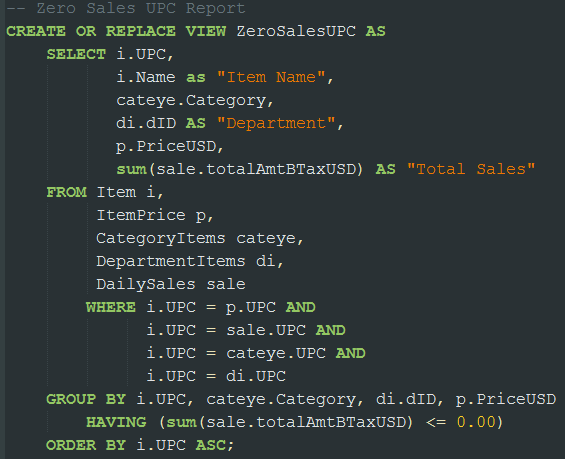 -- Zero Sales UPC Report
CREATE OR REPLACE VIEW ZeroSalesUPC AS
SELECT i.UPC,
i.Name as "Item Name",
cateye.Category,
di.dID AS "Department",
p.PriceUSD,
sum(sale.totalAmtBTaxUSD) AS "Total Sales"
FROM Item i,
ItemPrice p,
CategoryItems cateye,
DepartmentItems di,
DailySales sale
WHERE i.UPC = p.UPC AND
i.UPC = sale.UPC AND
i.UPC = cateye.UPC AND
i.UPC = di.UPC
GROUP BY i.UPC, cateye.Category, di.dID, p.PriceUSD
HAVING (sum(sale.totalAmtBTaxUSD) <= 0.00)
ORDER BY i.UPC ASC;